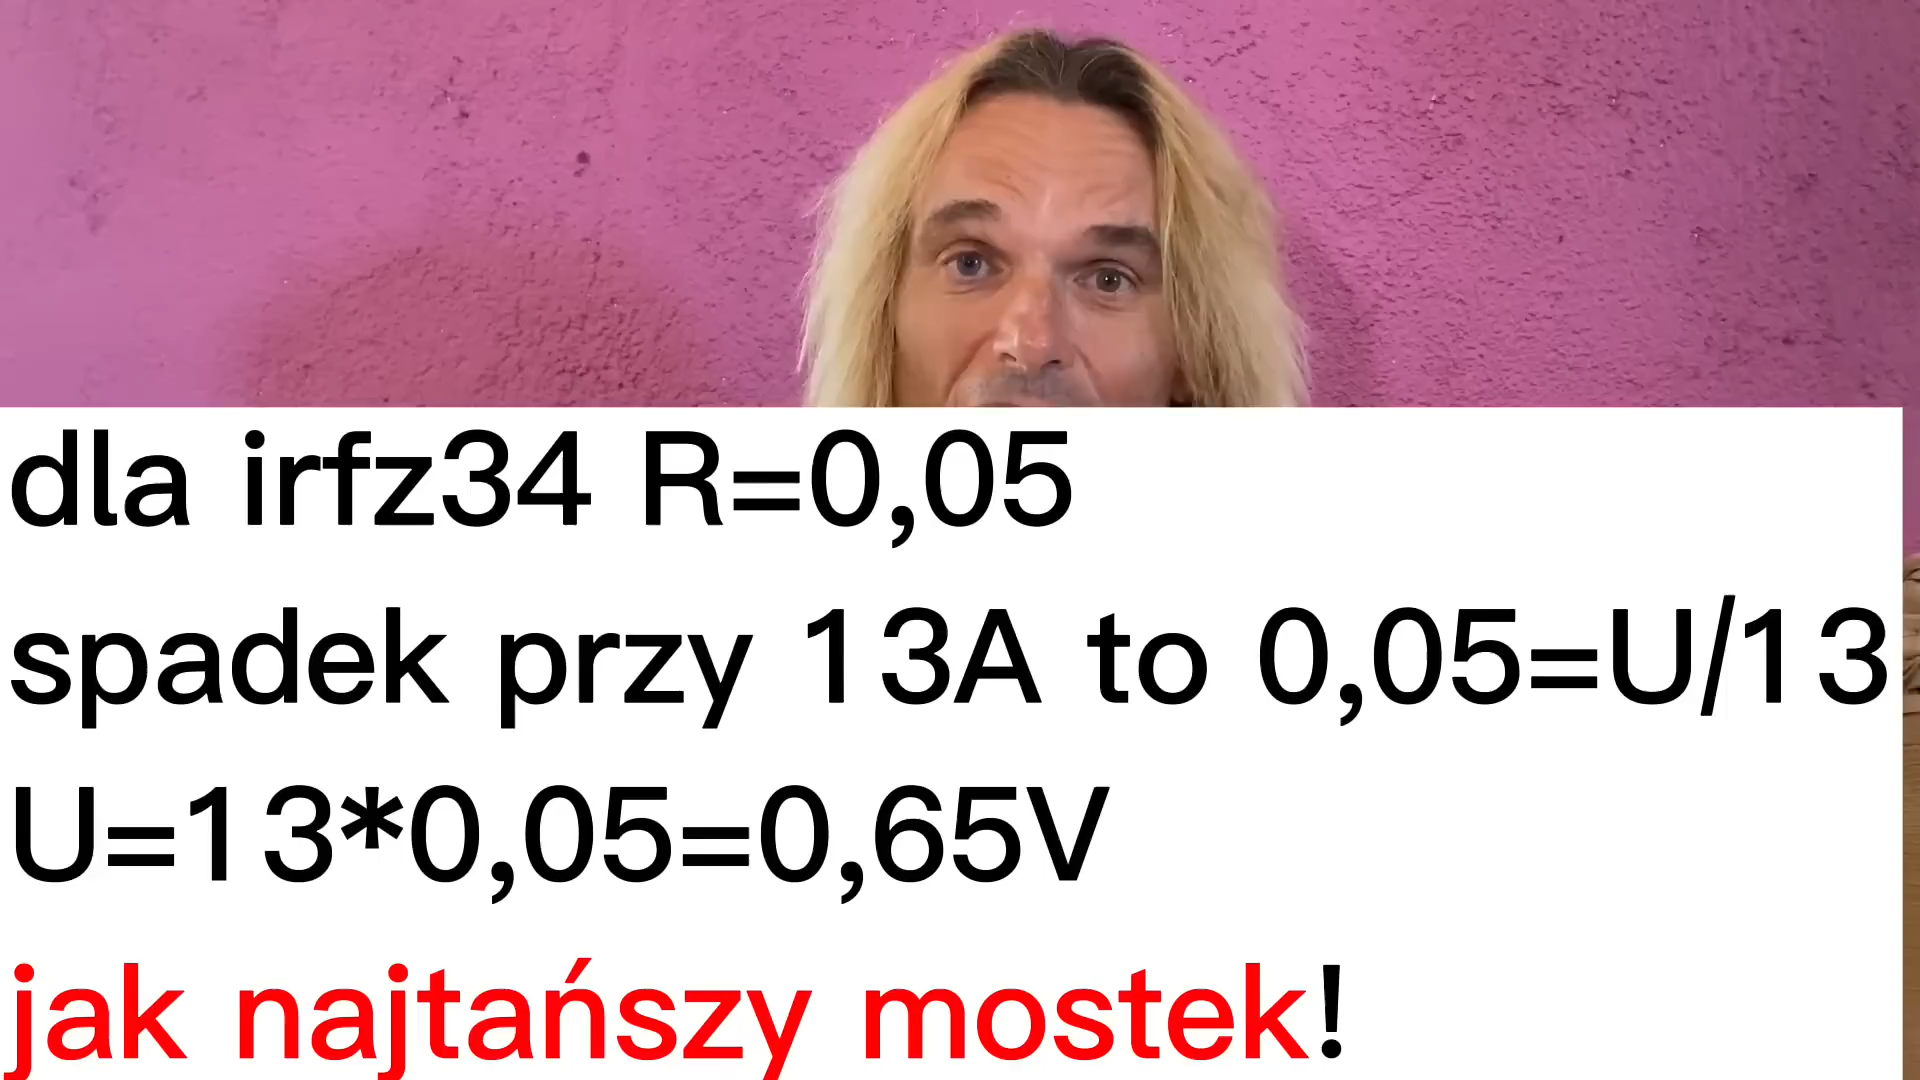 dla irfz34 R=0,05
spadek przy 13A to 0,05=U/13
U=13*0,05=0,65V
jak najtańszy mostek!